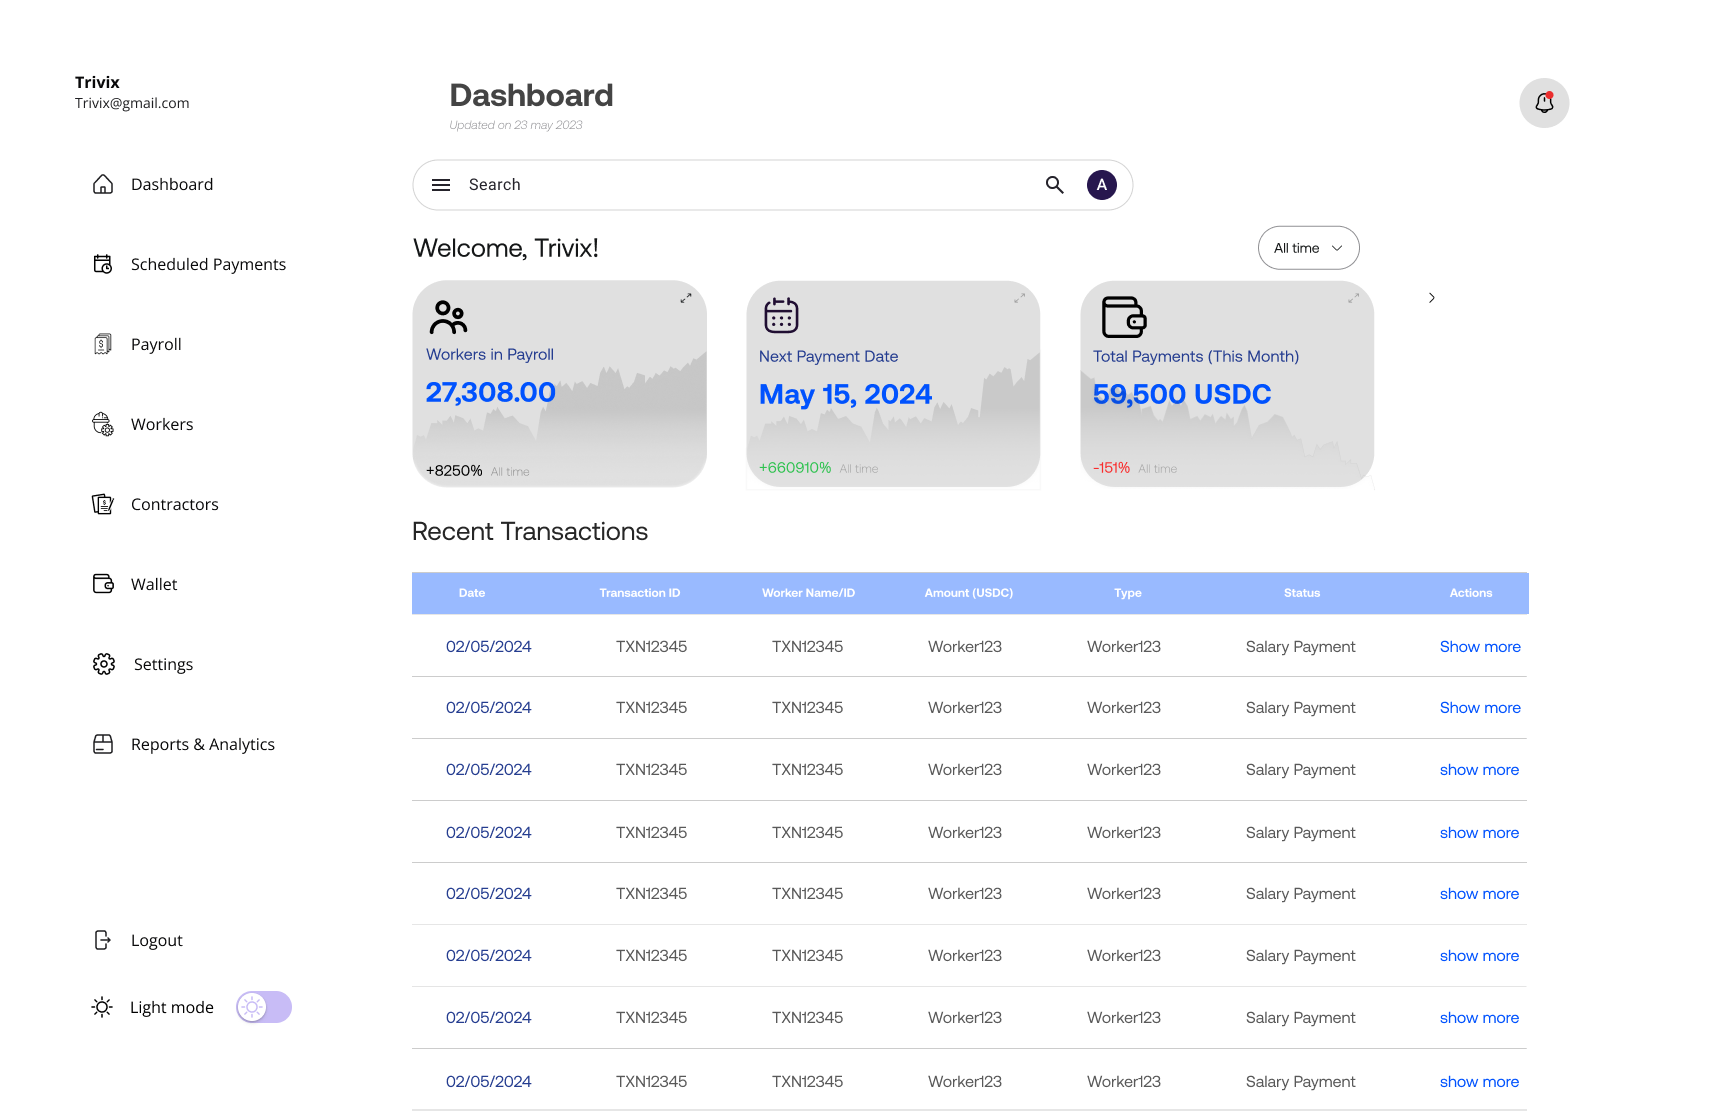 Trivix
Trivix@gmail.com
Dashboard
Scheduled Payments
Payroll
Workers
Contractors
Wallet
Settings
Reports & Analytics
Logout
Light mode
Dashboard
Updated on 23 may 2023
Search A
Welcome, Trivix! All time
Workers in Payroll
27,308.00
+8250% All time
Next Payment Date
May 15, 2024
+660910% All time
Total Payments (This Month)
59,500 USDC
-151% All time
Recent Transactions
Date Transaction ID Worker Name/ID Amount (USDC) Type Status Actions
02/05/2024 TXN12345 TXN12345 Worker123 Worker123 Salary Payment Show more
02/05/2024 TXN12345 TXN12345 Worker123 Worker123 Salary Payment Show more
02/05/2024 TXN12345 TXN12345 Worker123 Worker123 Salary Payment show more
02/05/2024 TXN12345 TXN12345 Worker123 Worker123 Salary Payment show more
02/05/2024 TXN12345 TXN12345 Worker123 Worker123 Salary Payment show more
02/05/2024 TXN12345 TXN12345 Worker123 Worker123 Salary Payment show more
02/05/2024 TXN12345 TXN12345 Worker123 Worker123 Salary Payment show more
02/05/2024 TXN12345 TXN12345 Worker123 Worker123 Salary Payment show more